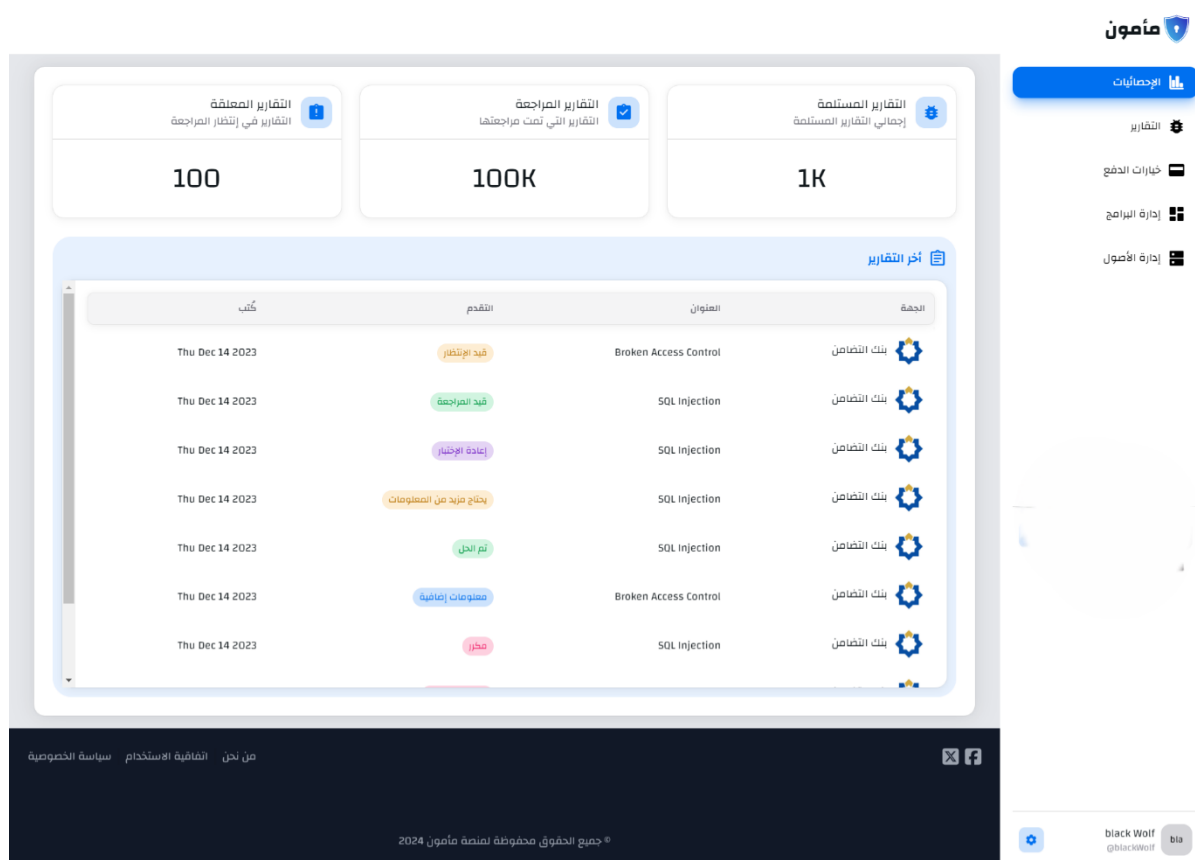 مأمون
الإحصائيات
التقارير
خيارات الدفع
إدارة البرامج
إدارة الأصول
التقارير المستلمة
إجمالي التقارير المستلمة
1K
التقارير المراجعة
التقارير التي تمت مراجعتها
100K
التقارير المعلقة
التقارير في إنتظار المراجعة
100
أخر التقارير
الجهة العنوان التقدم كُتب
بنك التضامن Broken Access Control قيد الإنتظار Thu Dec 14 2023
بنك التضامن SQL Injection قيد المراجعة Thu Dec 14 2023
بنك التضامن SQL Injection إعادة الإختبار Thu Dec 14 2023
بنك التضامن SQL Injection يحتاج مزيد من المعلومات Thu Dec 14 2023
بنك التضامن SQL Injection تم الحل Thu Dec 14 2023
بنك التضامن Broken Access Control معلومات إضافية Thu Dec 14 2023
بنك التضامن SQL Injection مكرر Thu Dec 14 2023
من نحن اتفاقية الاستخدام سياسة الخصوصية
© جميع الحقوق محفوظة لمنصة مأمون 2024
bla
black Wolf
@blackWolf